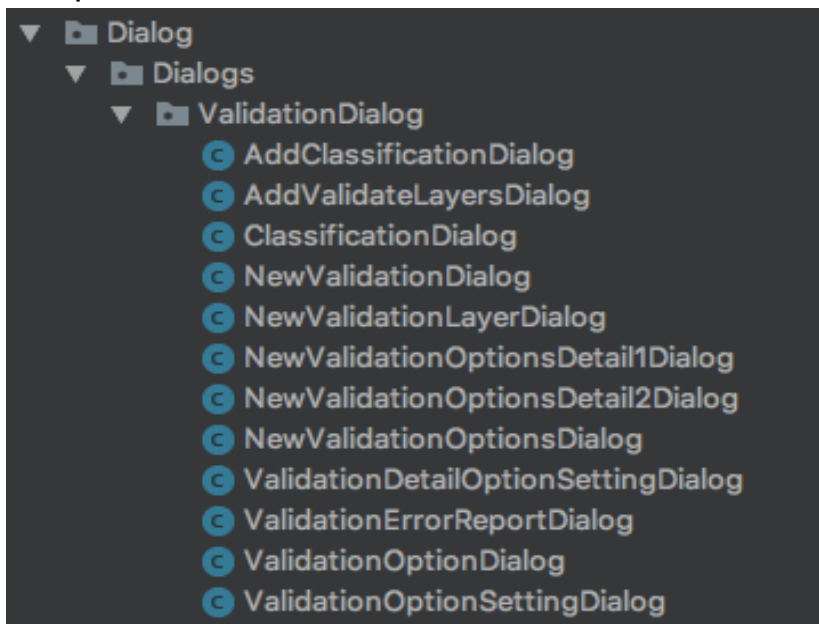 Dialog
Dialogs
ValidationDialog
AddClassificationDialog
AddValidateLayersDialog
ClassificationDialog
NewValidationDialog
NewValidationLayerDialog
NewValidationOptionsDetail1Dialog
NewValidationOptionsDetail2Dialog
NewValidationOptionsDialog
ValidationDetailOptionSettingDialog
ValidationErrorReportDialog
ValidationOptionDialog
ValidationOptionSettingDialog